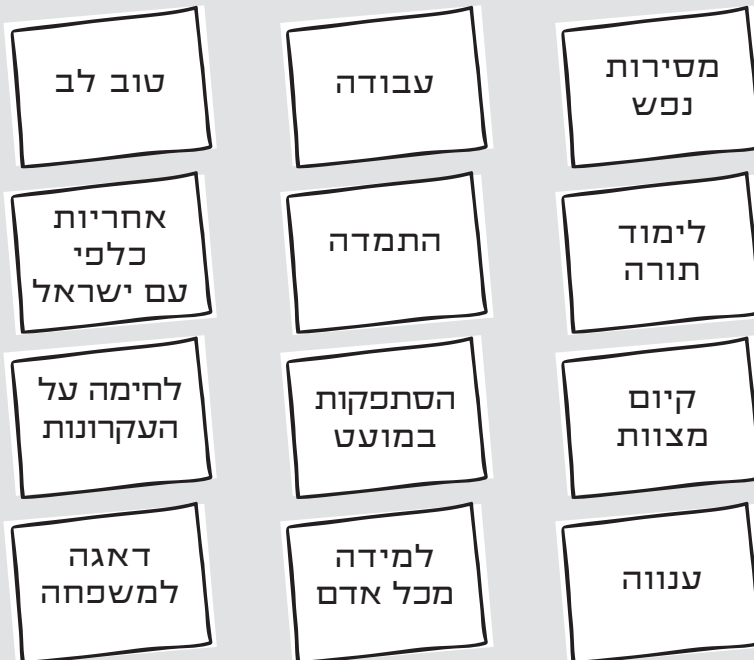 מסירות
נפש
עבודה
טוב לב
לימוד
תורה
התמדה
אחריות
כלפי
עם ישראל
קיום
מצוות
הסתפקות
במועט
לחימה על
העקרונות
ענווה
למידה
מכל אדם
דאגה
למשפחה